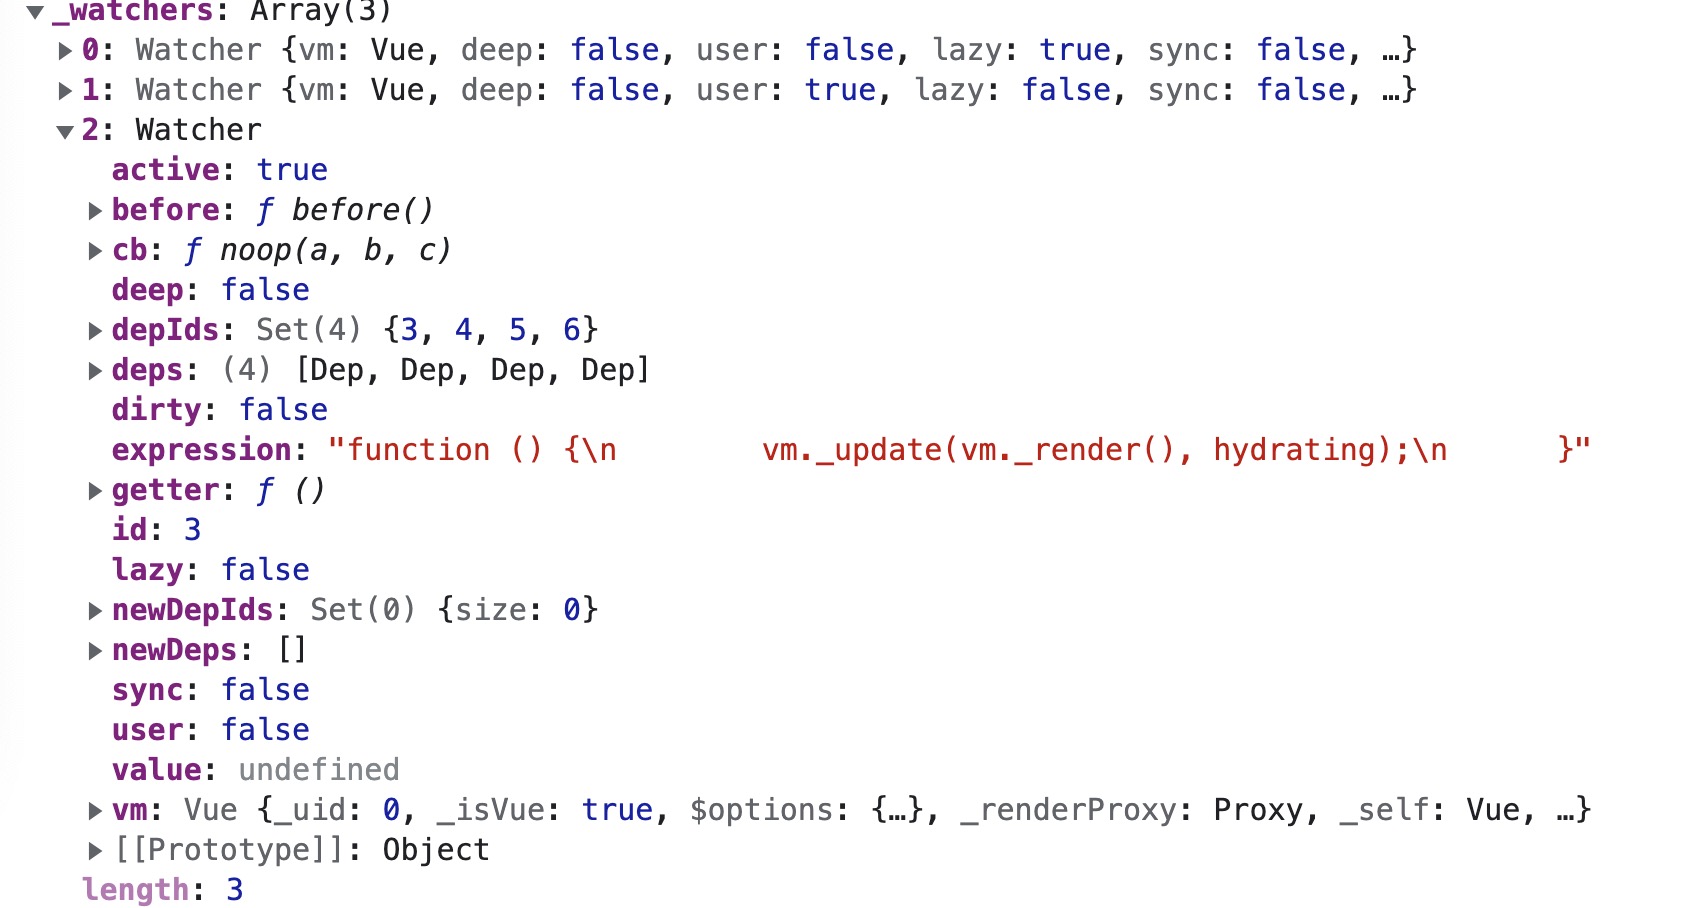 ▼ _watchers: Array(3)
▶ 0: Watcher {vm: Vue, deep: false, user: false, lazy: true, sync: false, …}
▶ 1: Watcher {vm: Vue, deep: false, user: true, lazy: false, sync: false, …}
▼ 2: Watcher
active: true
▶ before: ƒ before()
▶ cb: ƒ noop(a, b, c)
deep: false
▶ depIds: Set(4) {3, 4, 5, 6}
▶ deps: (4) [Dep, Dep, Dep, Dep]
dirty: false
expression: "function () {\n        vm._update(vm._render(), hydrating);\n      }"
▶ getter: ƒ ()
id: 3
lazy: false
▶ newDepIds: Set(0) {size: 0}
▶ newDeps: []
sync: false
user: false
value: undefined
▶ vm: Vue {_uid: 0, _isVue: true, $options: {…}, _renderProxy: Proxy, _self: Vue, …}
▶ [[Prototype]]: Object
length: 3